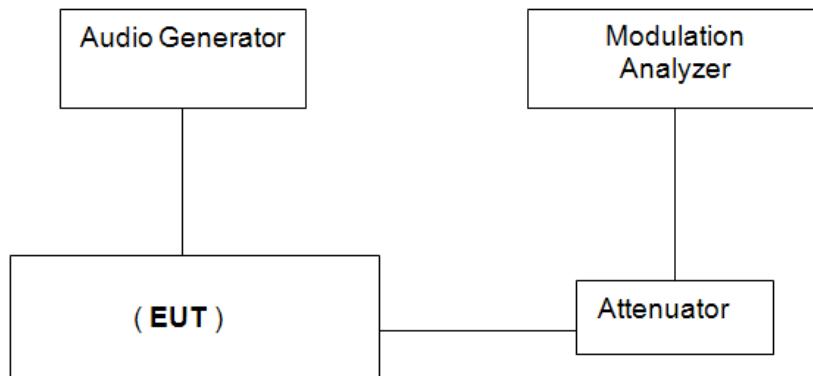 Audio Generator
Modulation
Analyzer
( EUT )
Attenuator